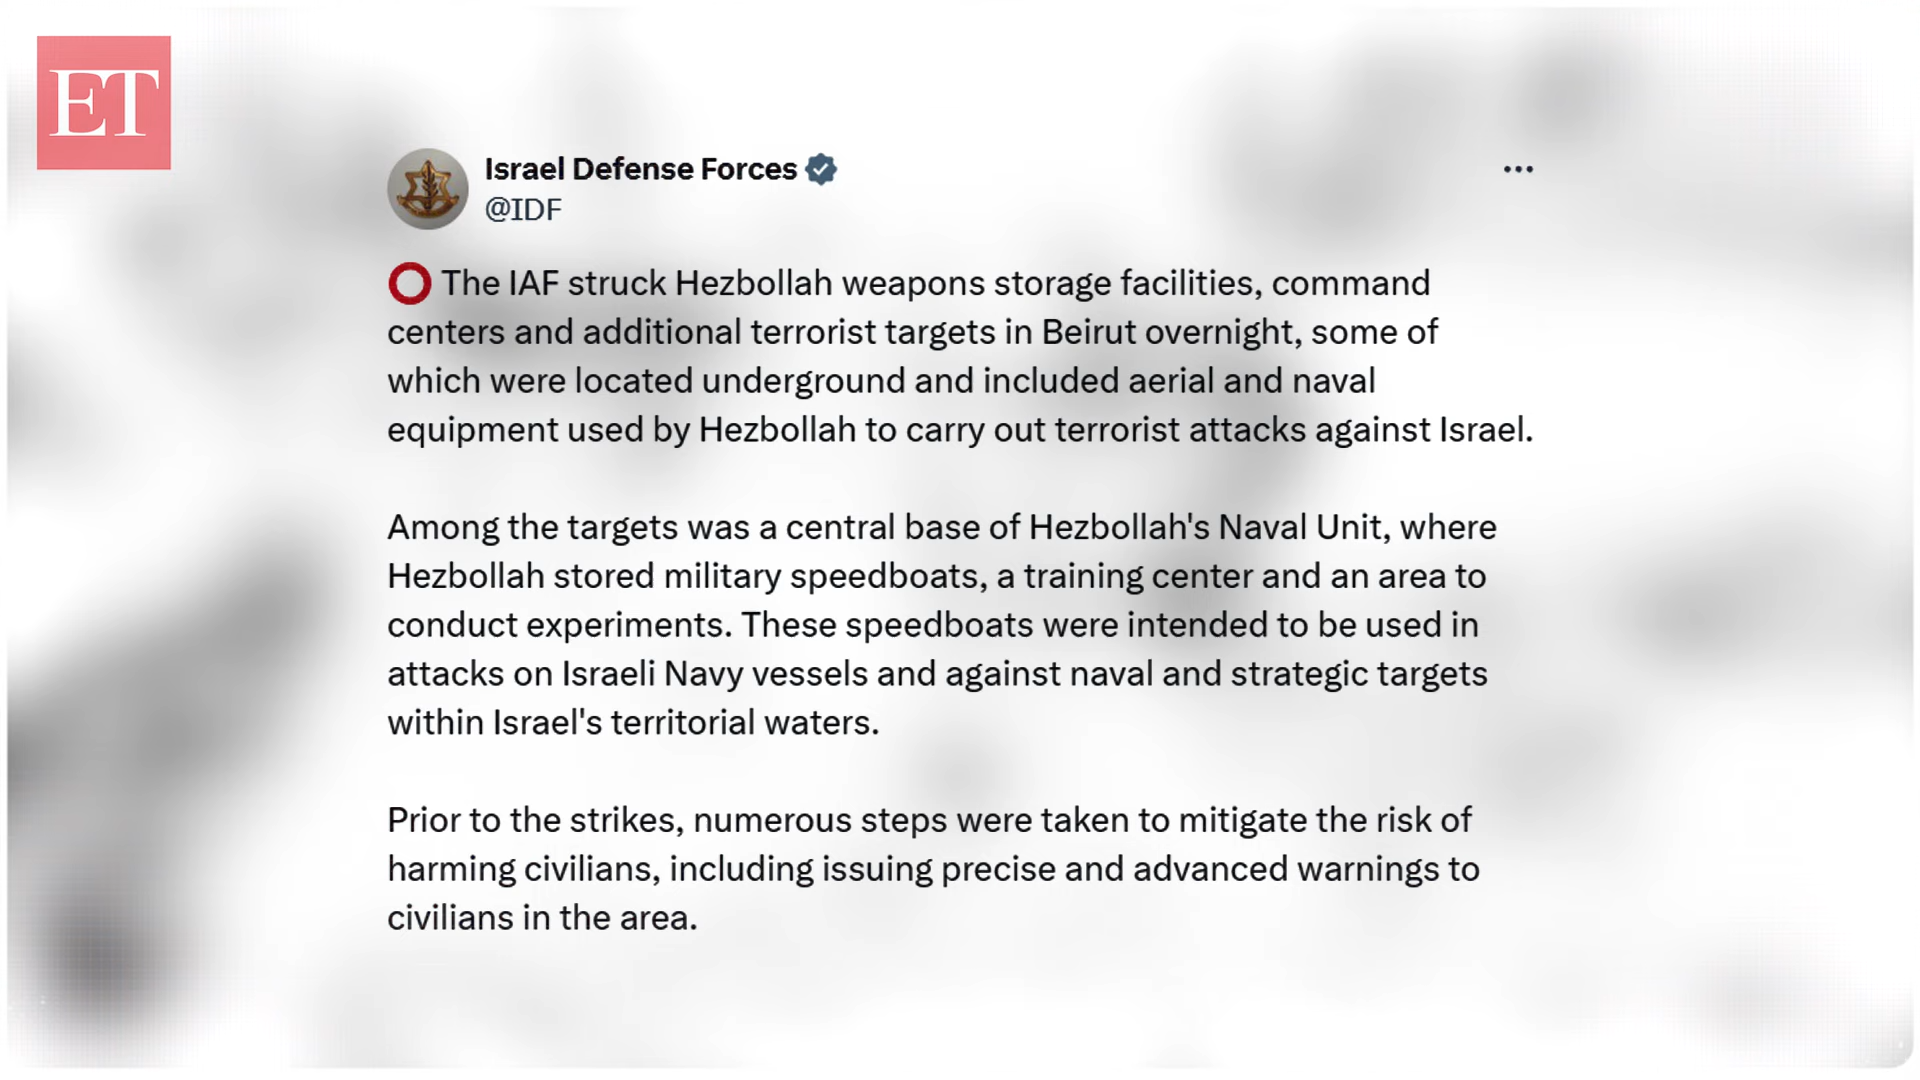 ET
Israel Defense Forces
@IDF
⭕ The IAF struck Hezbollah weapons storage facilities, command
centers and additional terrorist targets in Beirut overnight, some of
which were located underground and included aerial and naval
equipment used by Hezbollah to carry out terrorist attacks against Israel.
Among the targets was a central base of Hezbollah's Naval Unit, where
Hezbollah stored military speedboats, a training center and an area to
conduct experiments. These speedboats were intended to be used in
attacks on Israeli Navy vessels and against naval and strategic targets
within Israel's territorial waters.
Prior to the strikes, numerous steps were taken to mitigate the risk of
harming civilians, including issuing precise and advanced warnings to
civilians in the area.